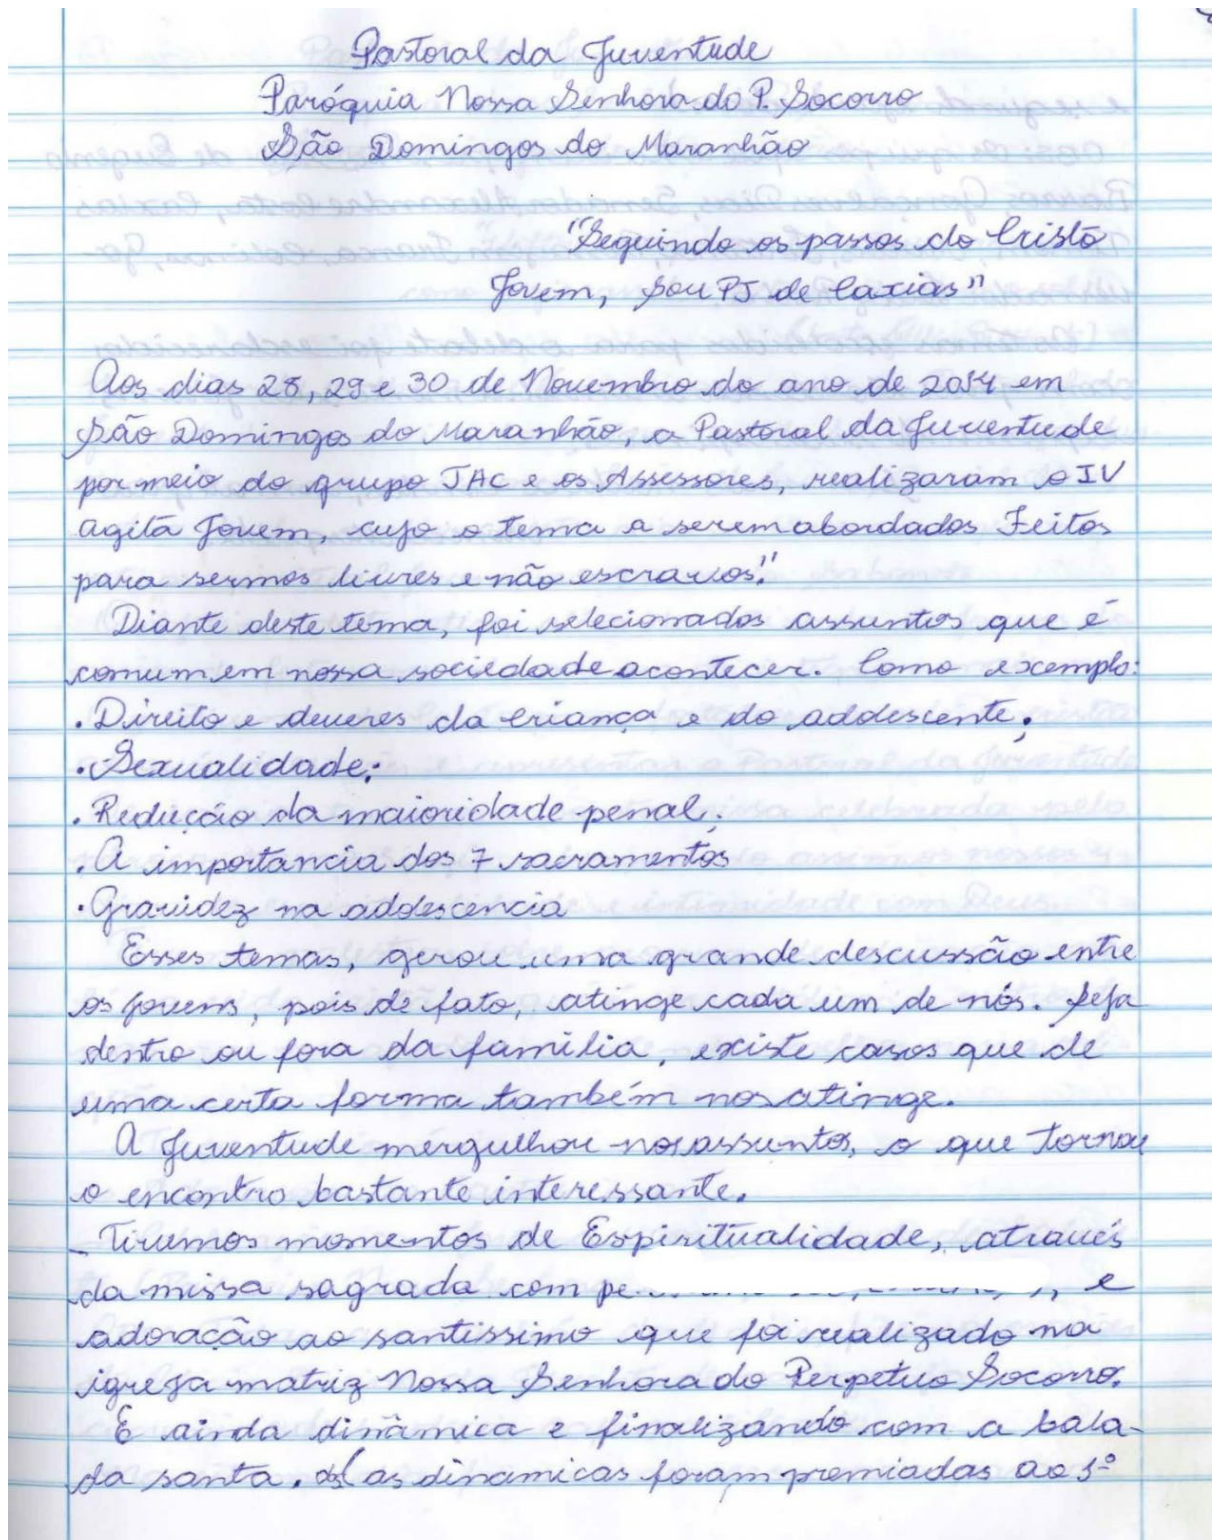 Pastoral da Juventude
Paróquia Nossa Senhora do P. Socorro
São Domingos do Maranhão
"Seguindo os passos do Cristo
Jovem, sou PJ de Caxias"
Aos dias 28, 29 e 30 de Novembro do ano de 2014 em
São Domingos do Maranhão, a Pastoral da Juventude
por meio do grupo JAC e os Assessores, realizaram o IV
agita Jovem, cujo o tema a serem abordados Feitos
para sermos livres e não escravos!"
Diante deste tema, foi selecionados assuntos que é
comum em nossa sociedade acontecer. Como exemplo:
. Direito e deveres da criança e do adolescente;
. Sexualidade;
. Redução da maioridade penal;
. A importancia dos 7 sacramentos
. Gravidez na adolescencia
Esses temas, gerou uma grande descussão entre
os jovens, pois de fato, atinge cada um de nós. Seja
dentro ou fora da família, existe casos que de
uma certa forma também nos atinge.
A Juventude mergulhou nos assuntos, o que tornou
o encontro bastante interessante.
_ Tivemos momentos de Espiritualidade, através
da missa sagrada com e
adoração ao santíssimo que foi realizado na
igreja matriz Nossa Senhora do Perpetuo Socorro.
E ainda dinâmica e finalizando com a bala-
da santa. (as dinamicas foram premiadas ao 1º